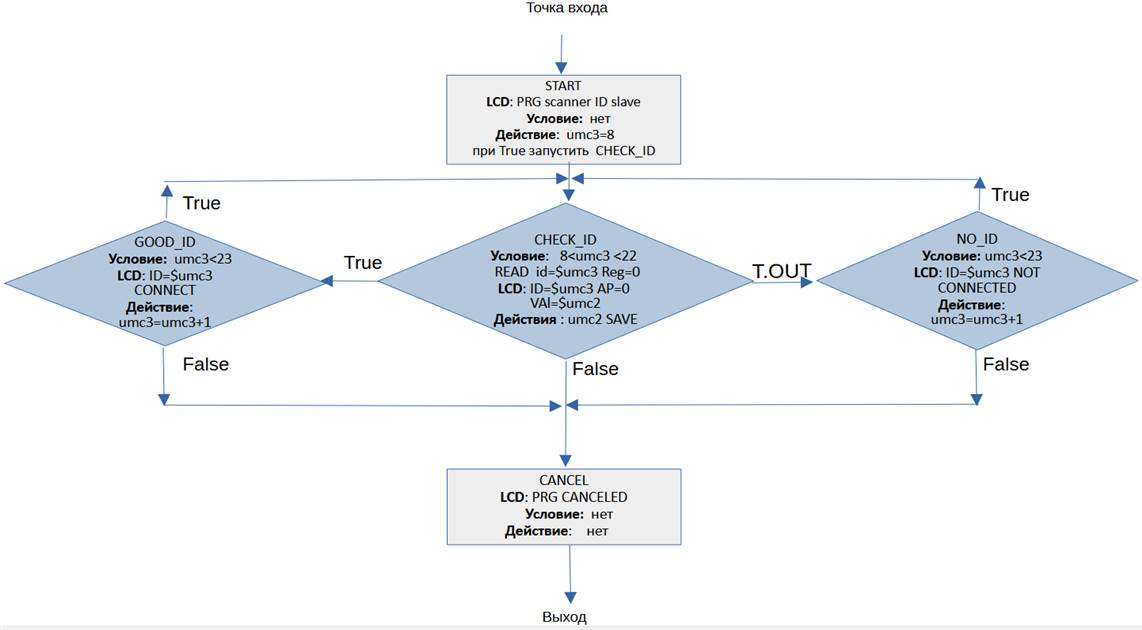 Точка входа
START
LCD: PRG scanner ID slave
Условие: нет
Действие: umc3=8
при True запустить CHECK_ID
True
GOOD_ID
Условие: umc3<23
LCD: ID=$umc3
CONNECT
Действие:
umc3=umc3+1
False
True
CHECK_ID
Условие: 8<umc3 <22
READ id=$umc3 Reg=0
LCD: ID=$umc3 AP=0
VAl=$umc2
Действия : umc2 SAVE
False
T.OUT
True
NO_ID
Условие: umc3<23
LCD: ID=$umc3 NOT
CONNECTED
Действие:
umc3=umc3+1
False
CANCEL
LCD: PRG CANCELED
Условие: нет
Действие: нет
Выход